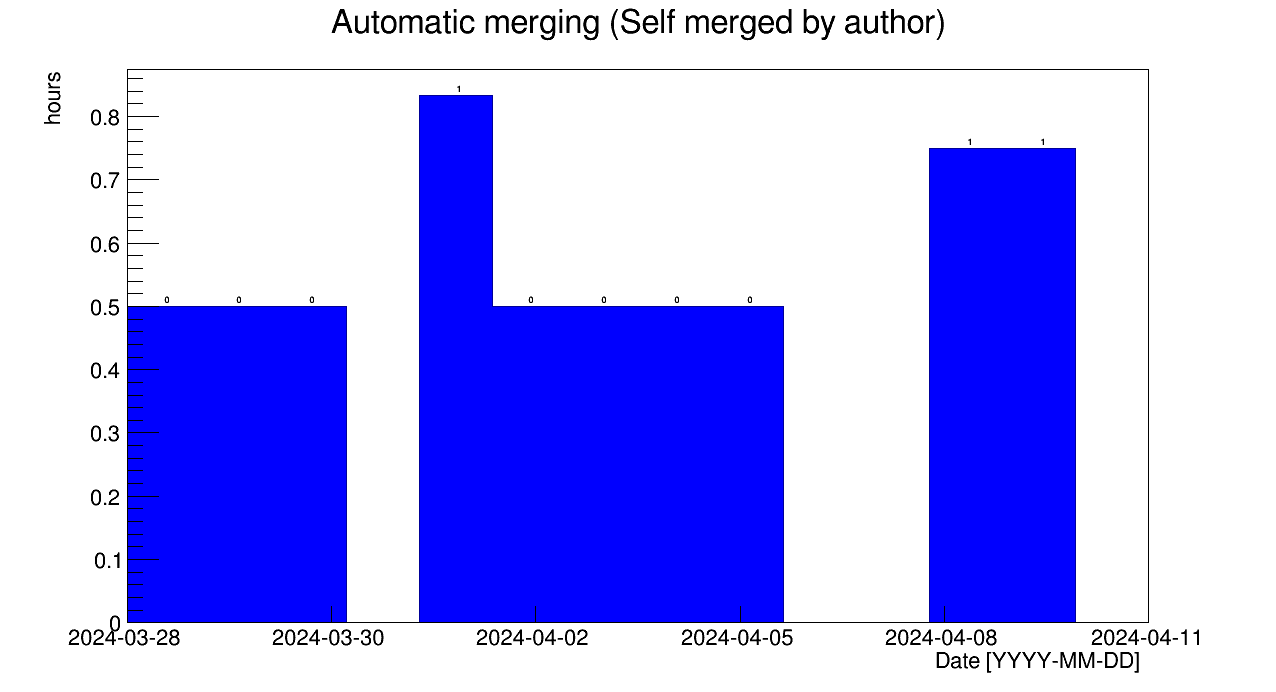 Automatic merging (Self merged by author)
hours
0.8
0.7
0.6
0.5
0.4
0.3
0.2
0.1
0
1
1 1
0 0 0 0 0 0 0
2024-03-28 2024-03-30 2024-04-02 2024-04-05 2024-04-08 2024-04-11
Date [YYYY-MM-DD]